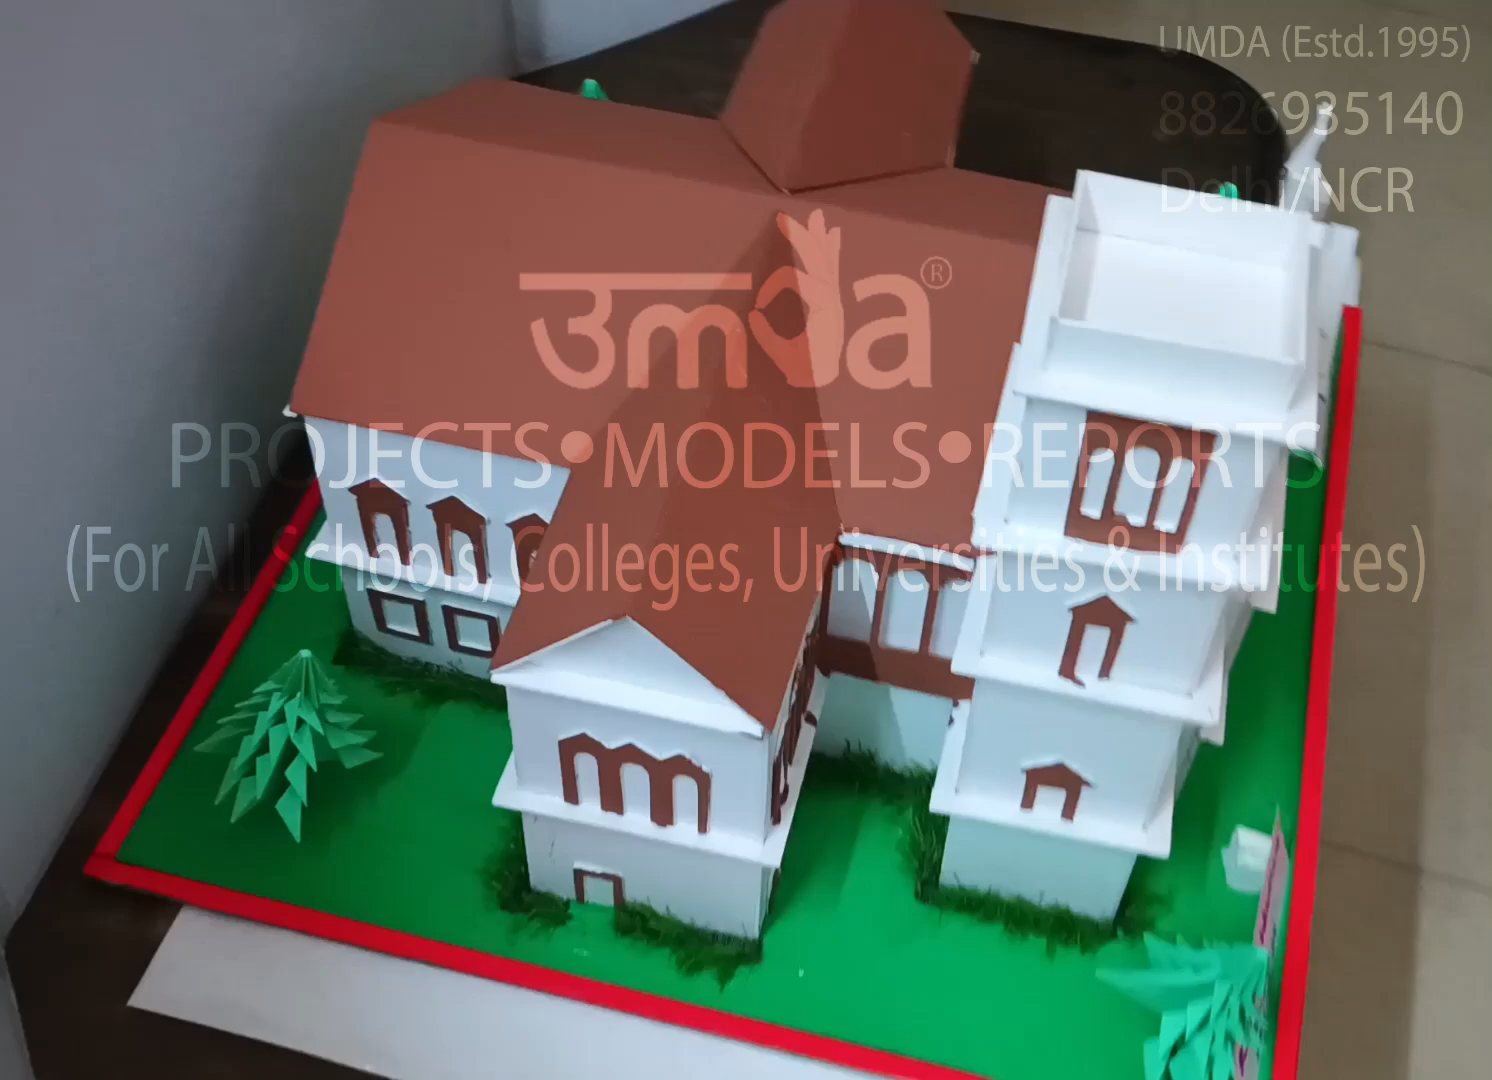 UMDA (Estd.1995)
8826935140
Delhi/NCR
उmda®
PROJECTS•MODELS•REPORTS
(For All Schools, Colleges, Universities & Institutes)